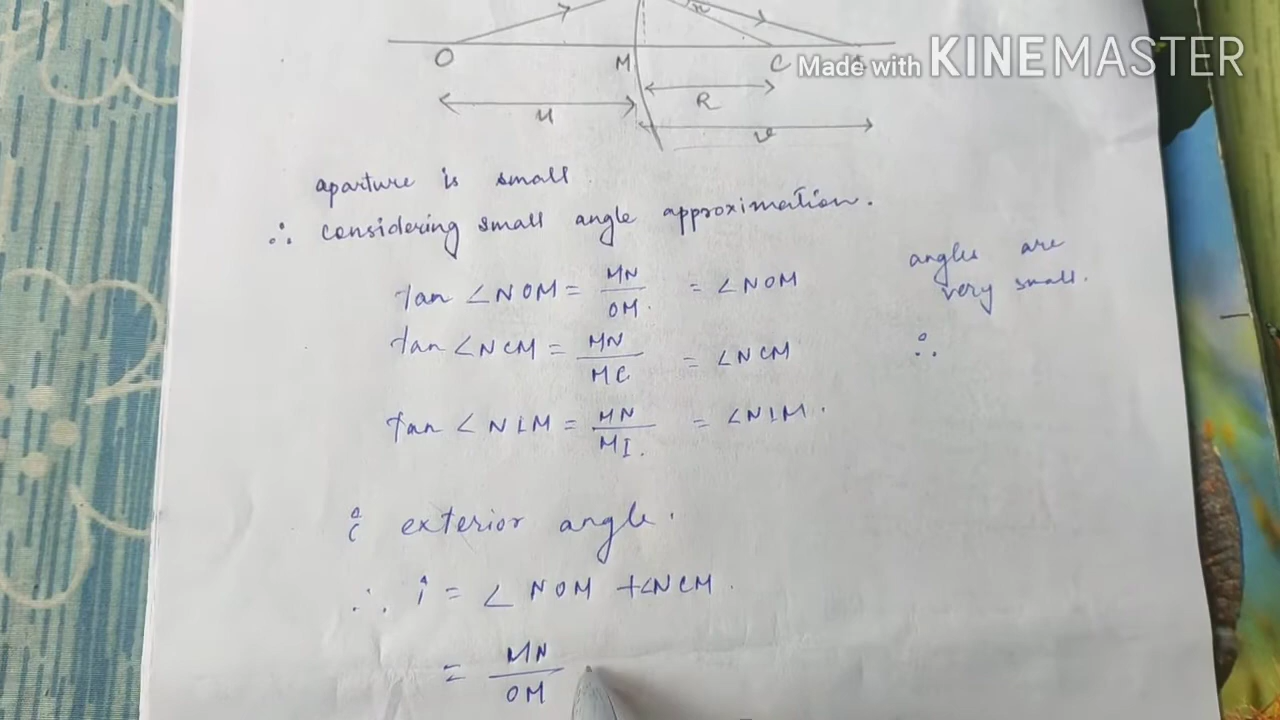 r
O M C
Made with KINEMASTER
u R
v
aparture is small
∴ considering small angle approximation.
tan ∠NOM = MN/OM. = ∠NOM
angles are very small.
tan ∠NCM = MN/MC = ∠NCM
∴
tan ∠NIM = MN/MI. = ∠NIM.
exterior angle.
∴ i = ∠NOM + ∠NCM.
= MN/OM